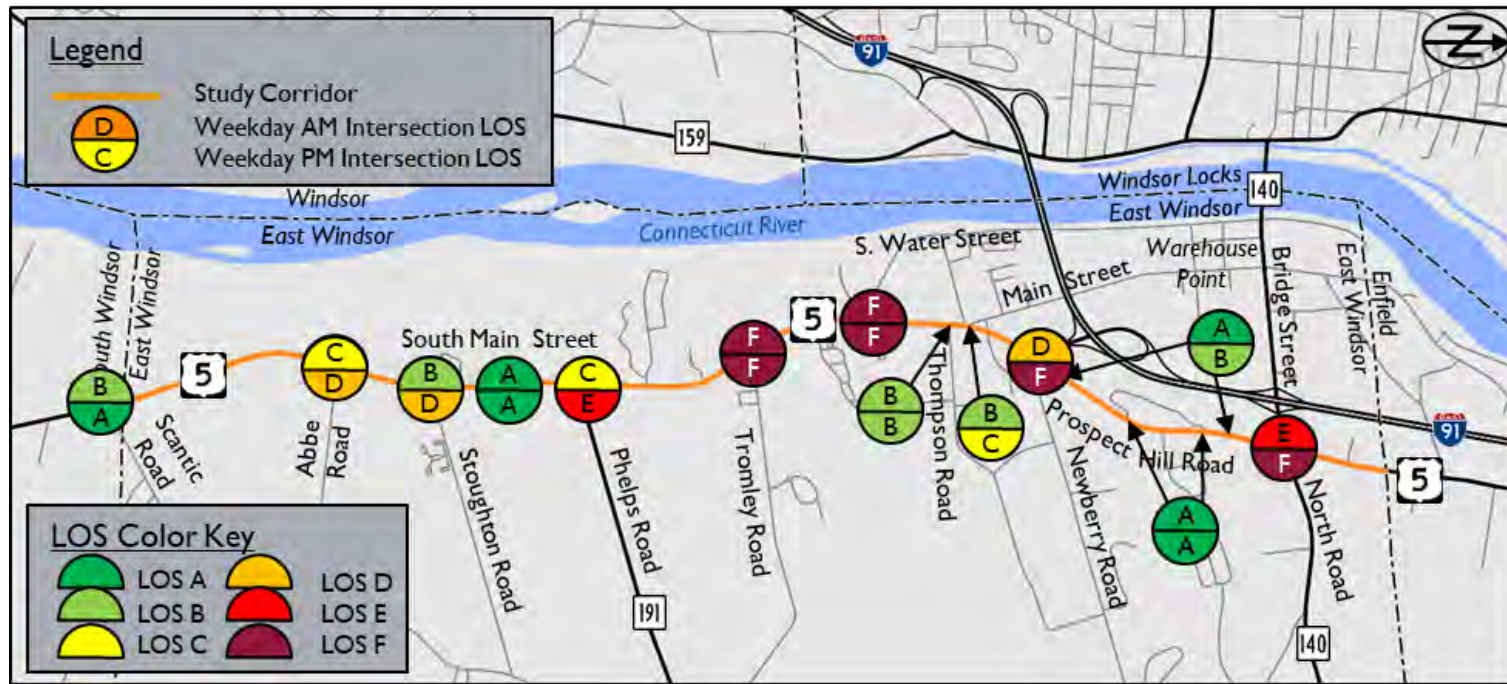 Legend
Study Corridor
D
Weekday AM Intersection LOS
C
Weekday PM Intersection LOS
91
Z
159
Windsor
East Windsor
Connecticut River
Windsor Locks
East Windsor
140
S. Water Street
Warehouse
Point
Main Street
Bridge Street
Enfield
East Windsor
South Windsor
East Windsor
5
South Main Street
5
B
A
C
D
B
D
A
A
C
E
F
F
F
F
B
B
B
C
D
F
A
B
A
A
E
F
Scantic
Road
Abbe
Road
Stoughton Road
Phelps Road
Tromley Road
Thompson Road
Newberry Road
Prospect Hill Road
North Road
91
5
191
140
LOS Color Key
LOS A
LOS D
LOS B
LOS E
LOS C
LOS F